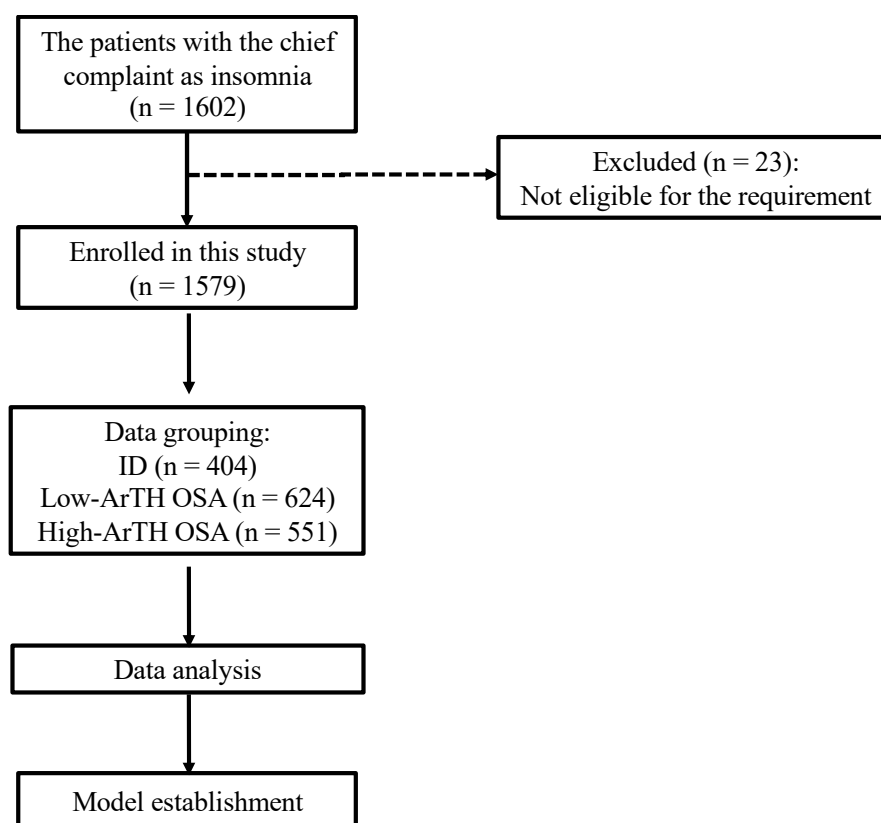 The patients with the chief
complaint as insomnia
(n = 1602)
Excluded (n = 23):
Not eligible for the requirement
Enrolled in this study
(n = 1579)
Data grouping:
ID (n = 404)
Low-ArTH OSA (n = 624)
High-ArTH OSA (n = 551)
Data analysis
Model establishment